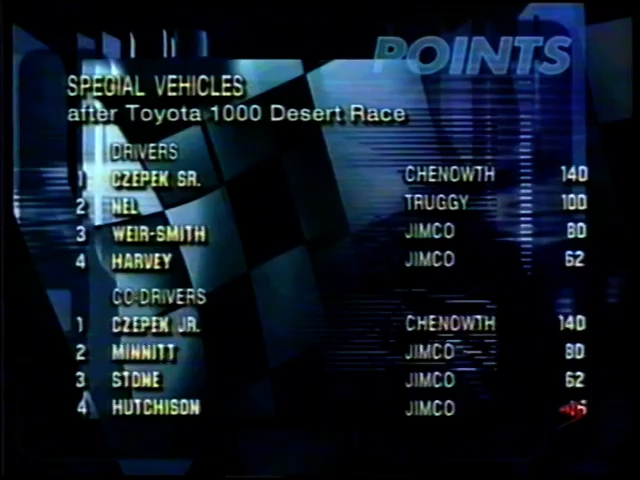 POINTS
SPECIAL VEHICLES
after Toyota 1000 Desert Race
DRIVERS
1 CZEPEK SR. CHENOWTH 140
2 NEL TRUGGY 100
3 WEIR-SMITH JIMCO 80
4 HARVEY JIMCO 62
CO-DRIVERS
1 CZEPEK JR. CHENOWTH 140
2 MINNITT JIMCO 80
3 STONE JIMCO 62
4 HUTCHISON JIMCO